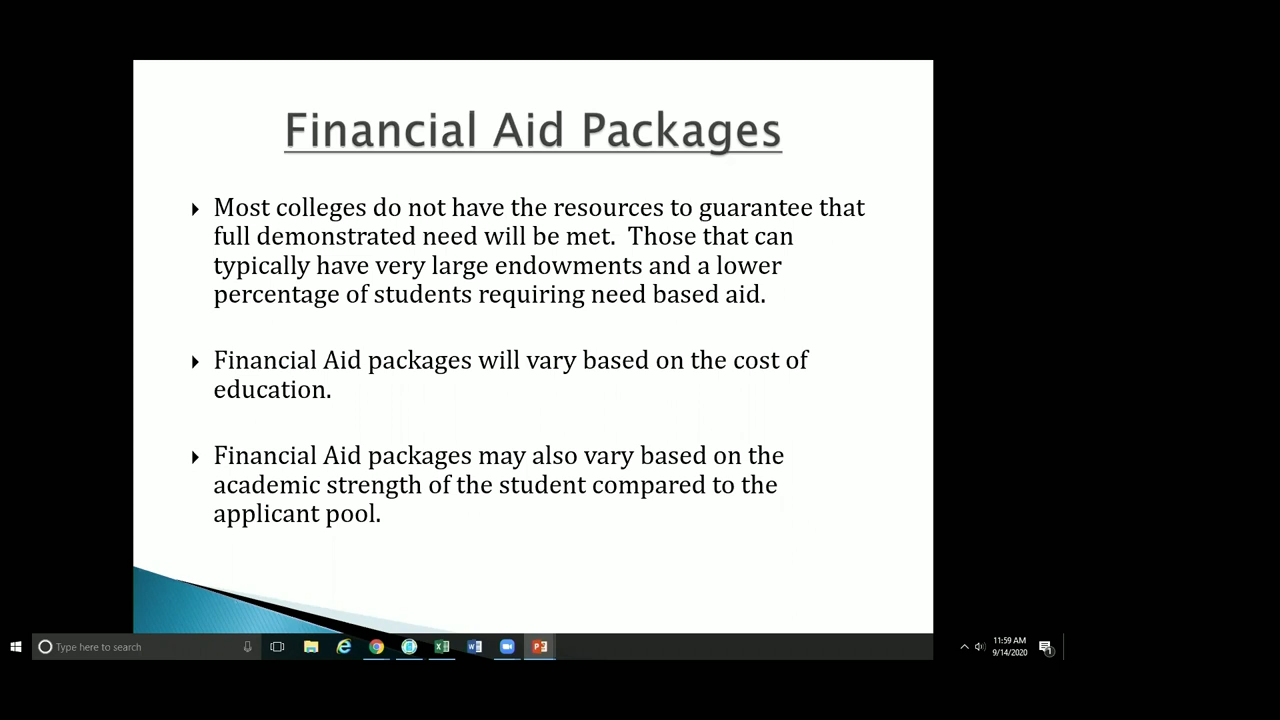 Financial Aid Packages
Most colleges do not have the resources to guarantee that
full demonstrated need will be met.  Those that can
typically have very large endowments and a lower
percentage of students requiring need based aid.
Financial Aid packages will vary based on the cost of
education.
Financial Aid packages may also vary based on the
academic strength of the student compared to the
applicant pool.
Type here to search
11:59 AM
9/14/2020
1